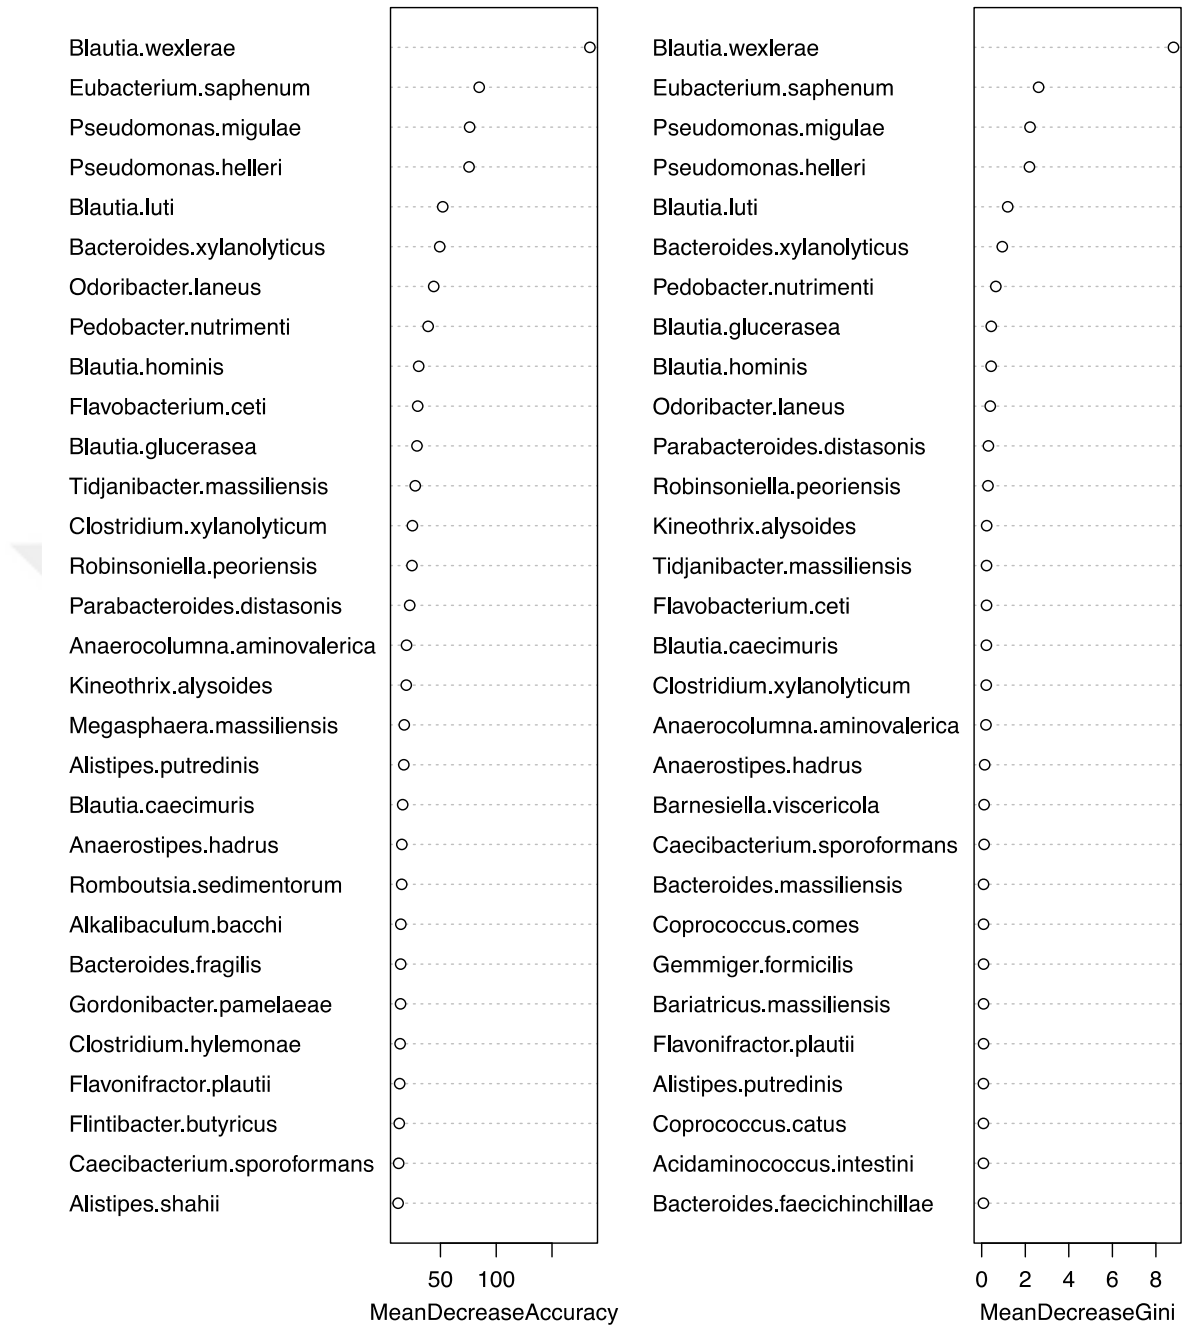 Blautia.wexlerae
Eubacterium.saphenum
Pseudomonas.migulae
Pseudomonas.helleri
Blautia.luti
Bacteroides.xylanolyticus
Odoribacter.laneus
Pedobacter.nutrimenti
Blautia.hominis
Flavobacterium.ceti
Blautia.glucerasea
Tidjanibacter.massiliensis
Clostridium.xylanolyticum
Robinsoniella.peoriensis
Parabacteroides.distasonis
Anaerocolumna.aminovalerica
Kineothrix.alysoides
Megasphaera.massiliensis
Alistipes.putredinis
Blautia.caecimuris
Anaerostipes.hadrus
Romboutsia.sedimentorum
Alkalibaculum.bacchi
Bacteroides.fragilis
Gordonibacter.pamelaeae
Clostridium.hylemonae
Flavonifractor.plautii
Flintibacter.butyricus
Caecibacterium.sporoformans
Alistipes.shahii
50 100
MeanDecreaseAccuracy
Blautia.wexlerae
Eubacterium.saphenum
Pseudomonas.migulae
Pseudomonas.helleri
Blautia.luti
Bacteroides.xylanolyticus
Pedobacter.nutrimenti
Blautia.glucerasea
Blautia.hominis
Odoribacter.laneus
Parabacteroides.distasonis
Robinsoniella.peoriensis
Kineothrix.alysoides
Tidjanibacter.massiliensis
Flavobacterium.ceti
Blautia.caecimuris
Clostridium.xylanolyticum
Anaerocolumna.aminovalerica
Anaerostipes.hadrus
Barnesiella.viscericola
Caecibacterium.sporoformans
Bacteroides.massiliensis
Coprococcus.comes
Gemmiger.formicilis
Bariatricus.massiliensis
Flavonifractor.plautii
Alistipes.putredinis
Coprococcus.catus
Acidaminococcus.intestini
Bacteroides.faecichinchillae
0 2 4 6 8
MeanDecreaseGini